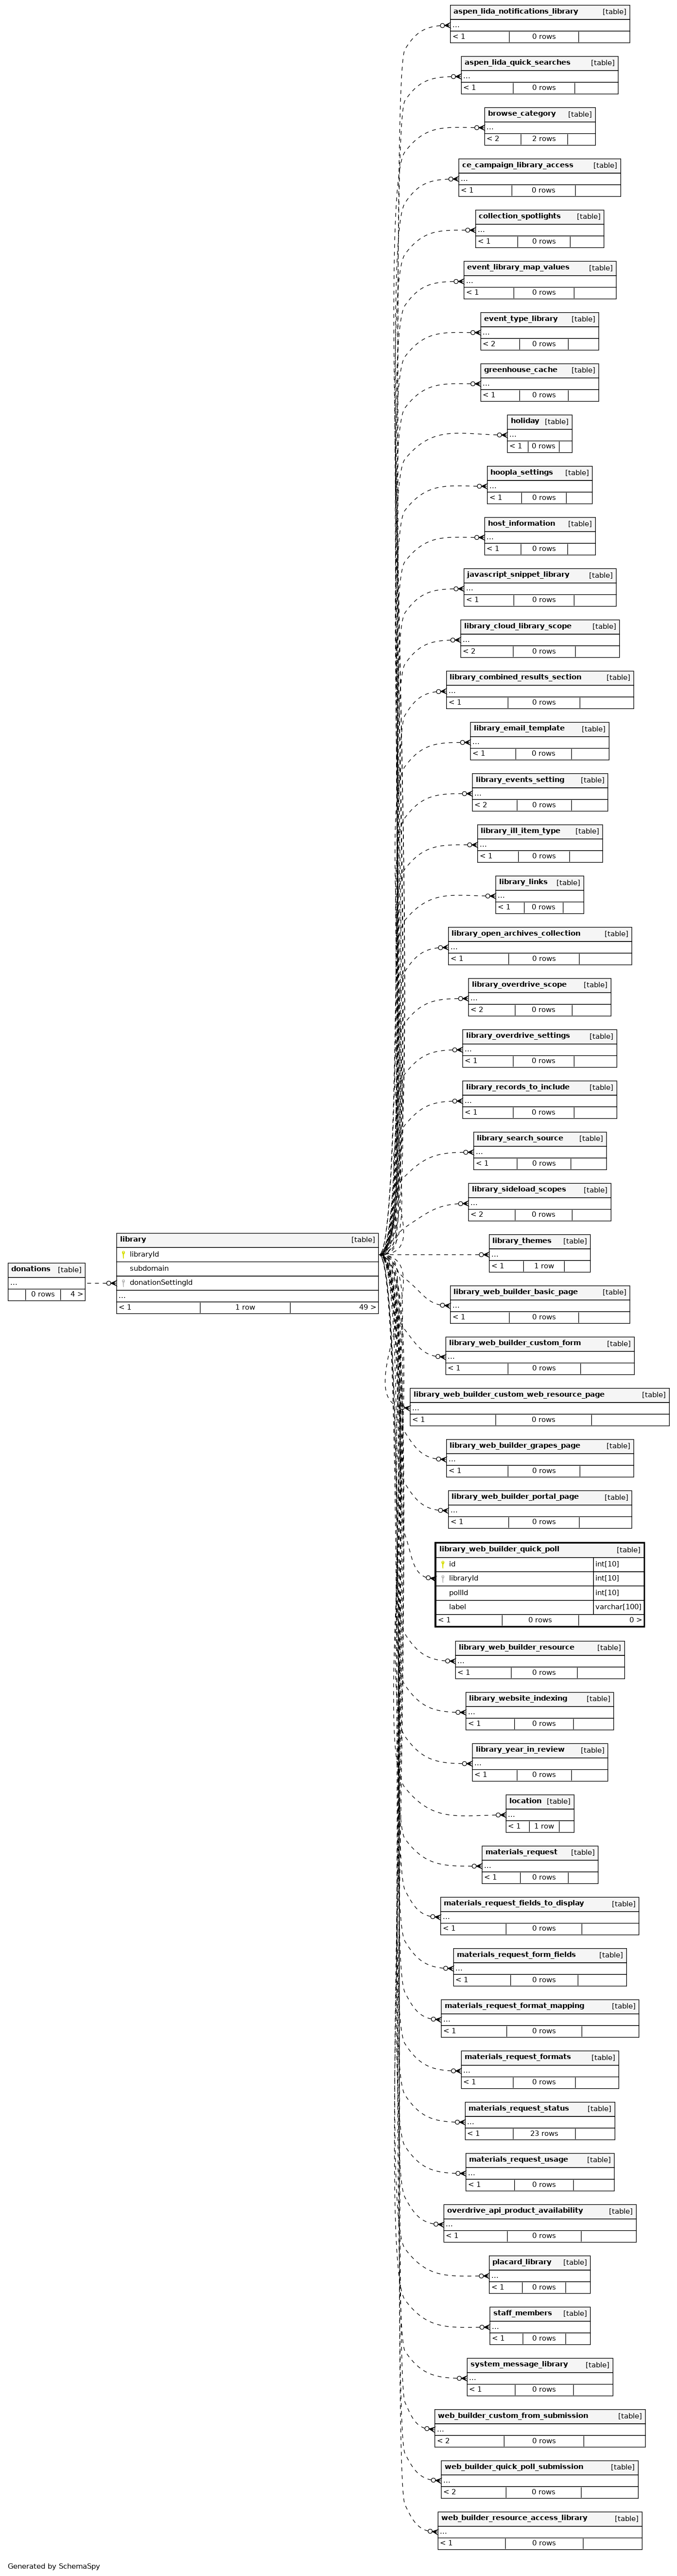 aspen_lida_notifications_library [table]
...
< 1 0 rows
aspen_lida_quick_searches [table]
...
< 1 0 rows
browse_category [table]
...
< 2 2 rows
ce_campaign_library_access [table]
...
< 1 0 rows
collection_spotlights [table]
...
< 1 0 rows
event_library_map_values [table]
...
< 1 0 rows
event_type_library [table]
...
< 2 0 rows
greenhouse_cache [table]
...
< 1 0 rows
holiday [table]
...
< 1 0 rows
hoopla_settings [table]
...
< 1 0 rows
host_information [table]
...
< 1 0 rows
javascript_snippet_library [table]
...
< 1 0 rows
library_cloud_library_scope [table]
...
< 2 0 rows
library_combined_results_section [table]
...
< 1 0 rows
library_email_template [table]
...
< 1 0 rows
library_events_setting [table]
...
< 2 0 rows
library_ill_item_type [table]
...
< 1 0 rows
library_links [table]
...
< 1 0 rows
library_open_archives_collection [table]
...
< 1 0 rows
library_overdrive_scope [table]
...
< 2 0 rows
library_overdrive_settings [table]
...
< 1 0 rows
library_records_to_include [table]
...
< 1 0 rows
library_search_source [table]
...
< 1 0 rows
library_sideload_scopes [table]
...
< 2 0 rows
donations [table]
...
0 rows 4 >
library [table]
libraryId
subdomain
donationSettingId
...
< 1 1 row 49 >
library_themes [table]
...
< 1 1 row
library_web_builder_basic_page [table]
...
< 1 0 rows
library_web_builder_custom_form [table]
...
< 1 0 rows
library_web_builder_custom_web_resource_page [table]
...
< 1 0 rows
library_web_builder_grapes_page [table]
...
< 1 0 rows
library_web_builder_portal_page [table]
...
< 1 0 rows
library_web_builder_quick_poll [table]
id int[10]
libraryId int[10]
pollId int[10]
label varchar[100]
< 1 0 rows 0 >
library_web_builder_resource [table]
...
< 1 0 rows
library_website_indexing [table]
...
< 1 0 rows
library_year_in_review [table]
...
< 1 0 rows
location [table]
...
< 1 1 row
materials_request [table]
...
< 1 0 rows
materials_request_fields_to_display [table]
...
< 1 0 rows
materials_request_form_fields [table]
...
< 1 0 rows
materials_request_format_mapping [table]
...
< 1 0 rows
materials_request_formats [table]
...
< 1 0 rows
materials_request_status [table]
...
< 1 23 rows
materials_request_usage [table]
...
< 1 0 rows
overdrive_api_product_availability [table]
...
< 1 0 rows
placard_library [table]
...
< 1 0 rows
staff_members [table]
...
< 1 0 rows
system_message_library [table]
...
< 1 0 rows
web_builder_custom_from_submission [table]
...
< 2 0 rows
web_builder_quick_poll_submission [table]
...
< 2 0 rows
web_builder_resource_access_library [table]
...
< 1 0 rows
Generated by SchemaSpy